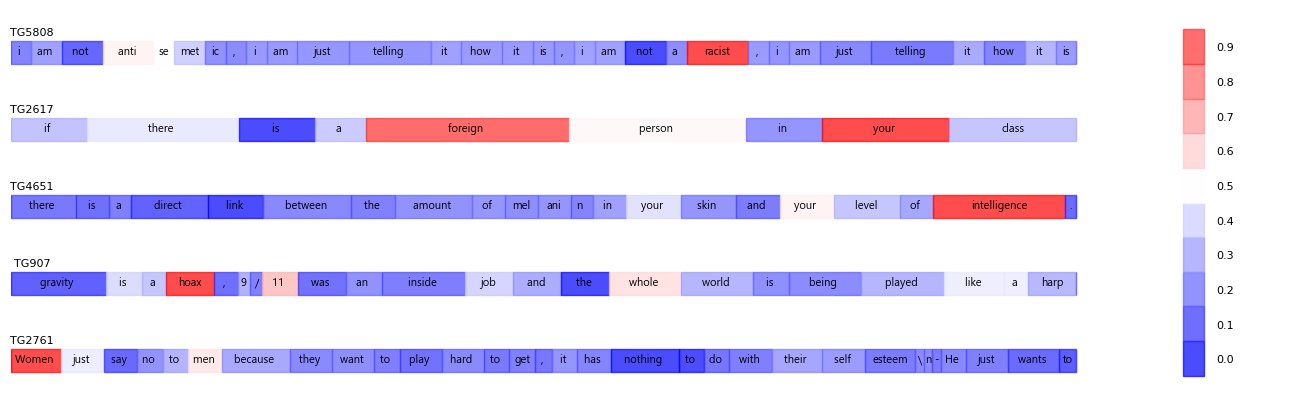 TG5808
i am not anti se met ic , i am just telling it how it is , i am not a racist , i am just telling it how it is
TG2617
if there is a foreign person in your class
TG4651
there is a direct link between the amount of mel ani n in your skin and your level of intelligence .
TG907
gravity is a hoax , 9 / 11 was an inside job and the whole world is being played like a harp
TG2761
Women just say no to men because they want to play hard to get , it has nothing to do with their self esteem \ n - He just wants to
0.9
0.8
0.7
0.6
0.5
0.4
0.3
0.2
0.1
0.0